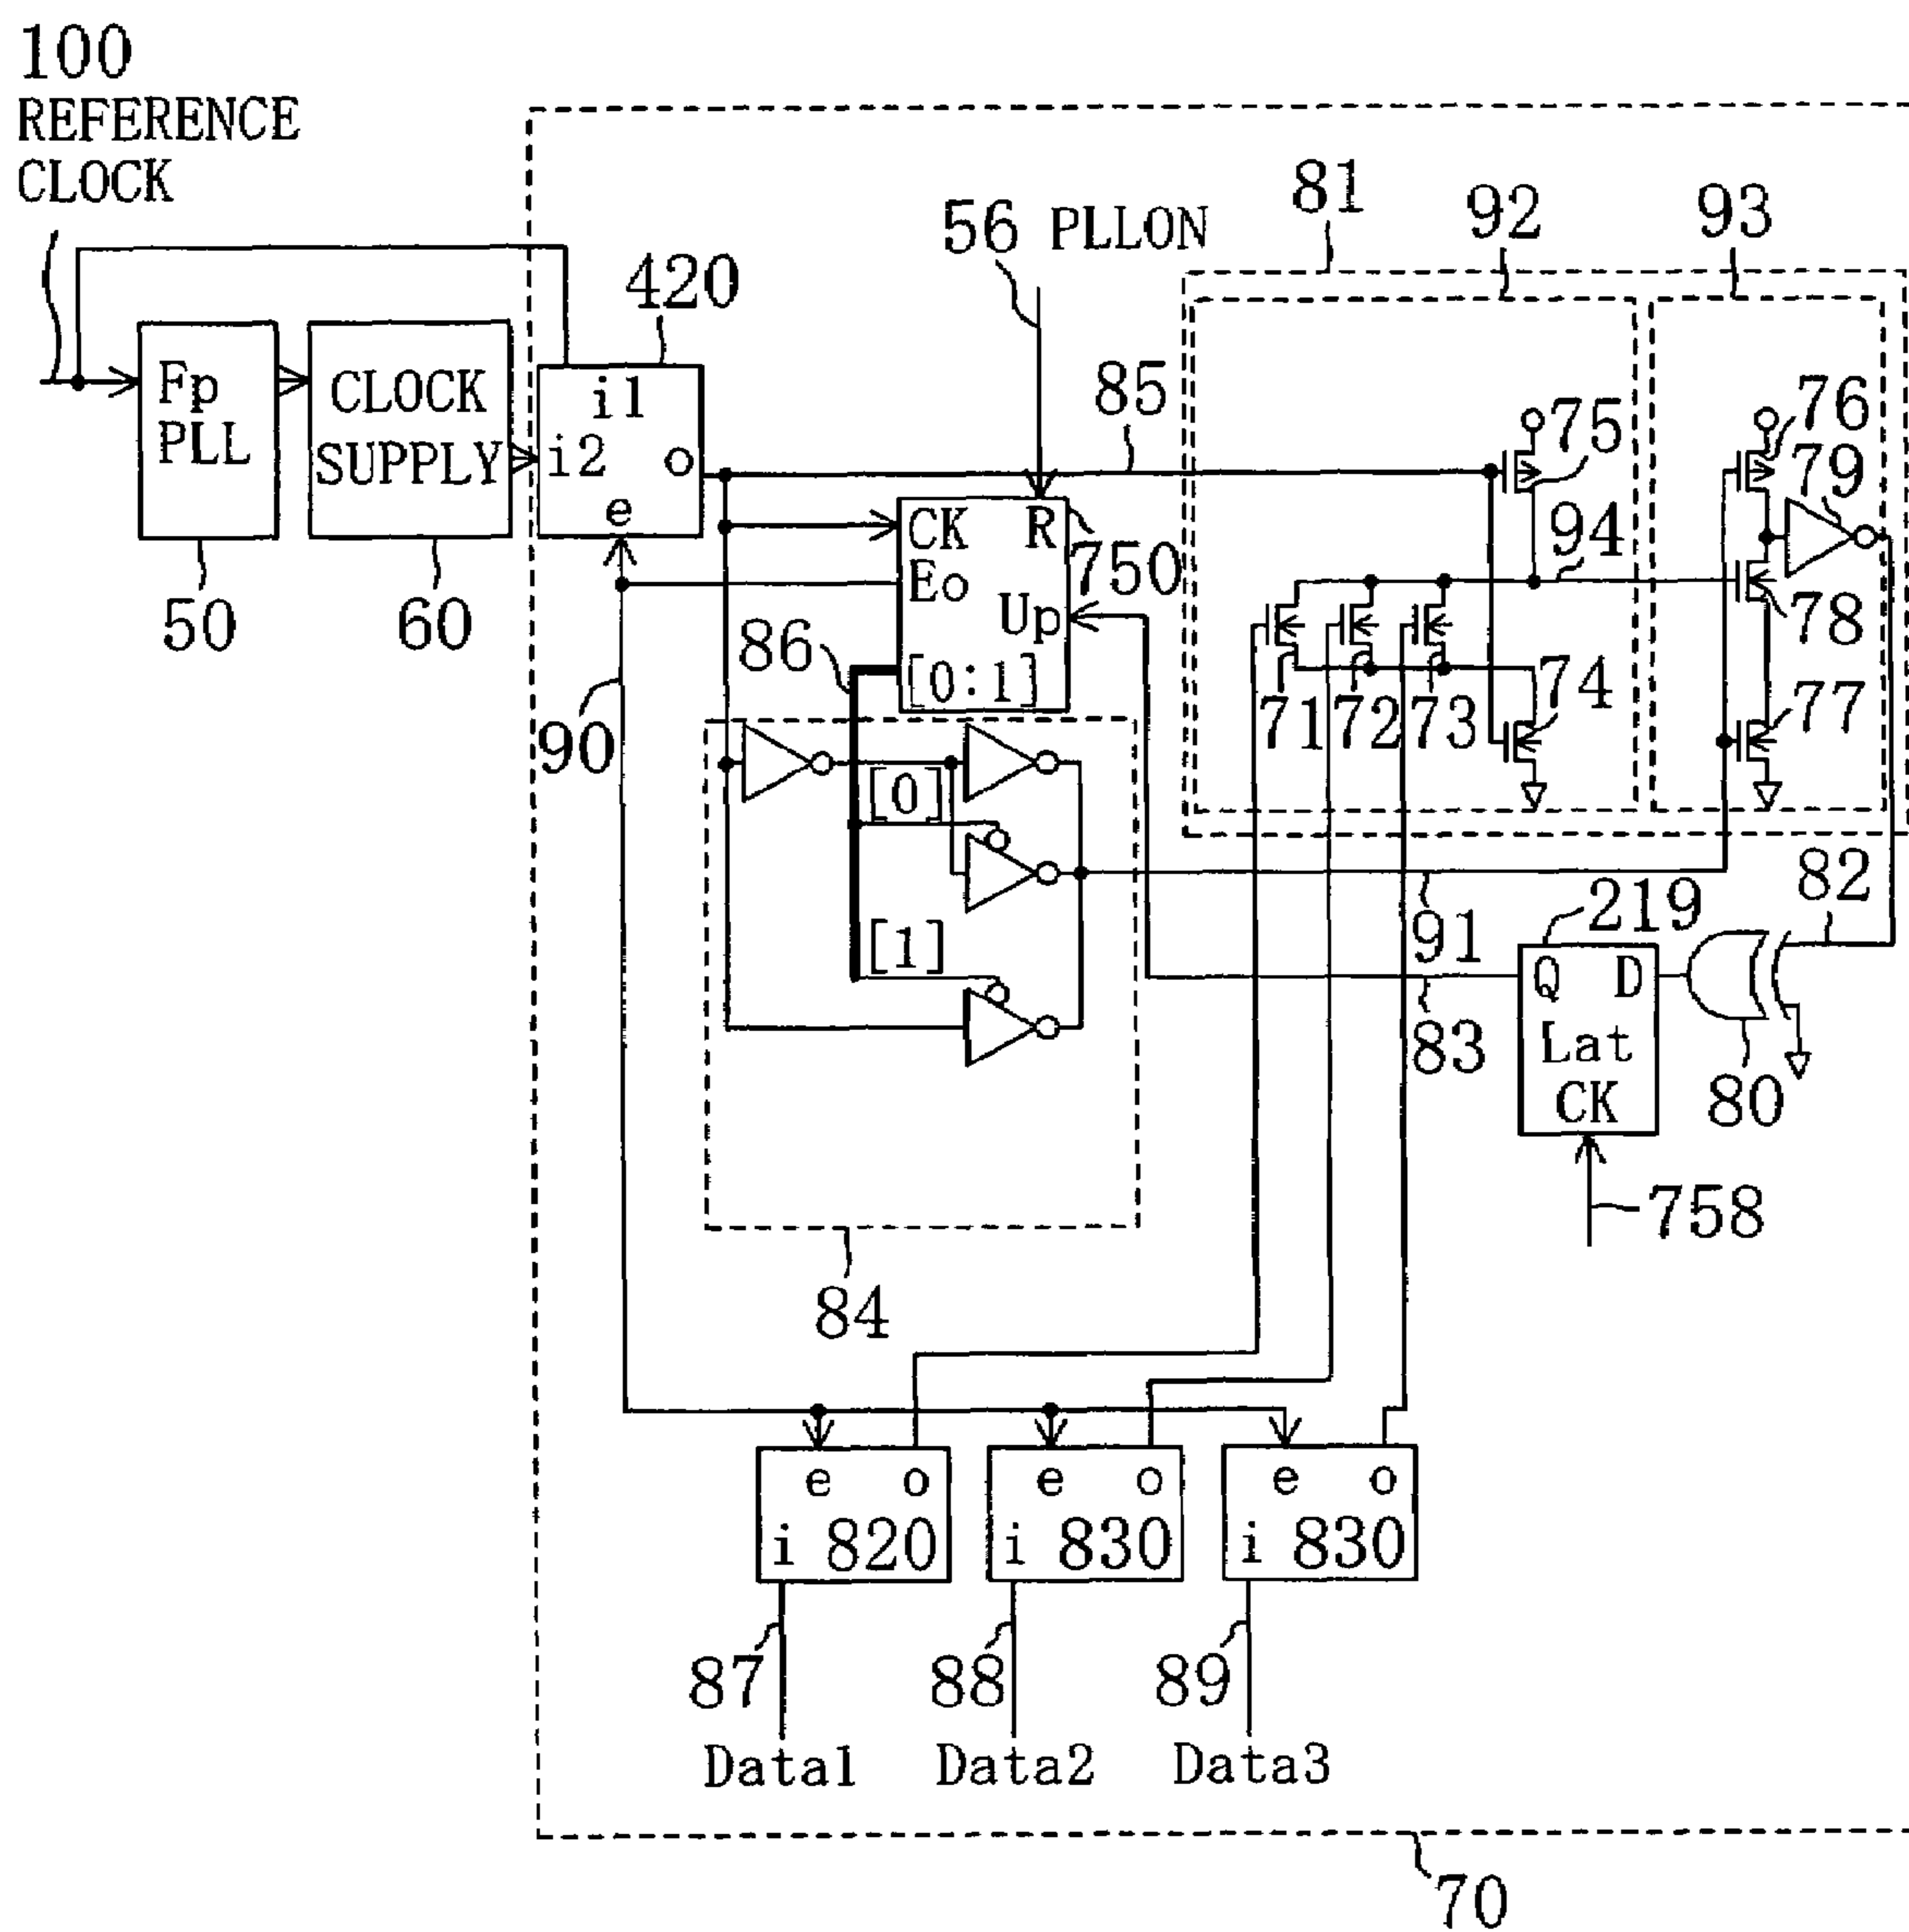 100
REFERENCE
CLOCK
81
92
93
56 PLLON
420
Fp
PLL
CLOCK
SUPPLY
i1
i2
o
e
85
75
76
79
94
CK
R
Eo
Up
[0:1]
750
78
50
60
86
71
72
73
74
77
90
[0]
[1]
82
219
91
Q
D
Lat
CK
83
80
758
84
e
o
i
820
e
o
i
830
e
o
i
830
87
88
89
Data1
Data2
Data3
70